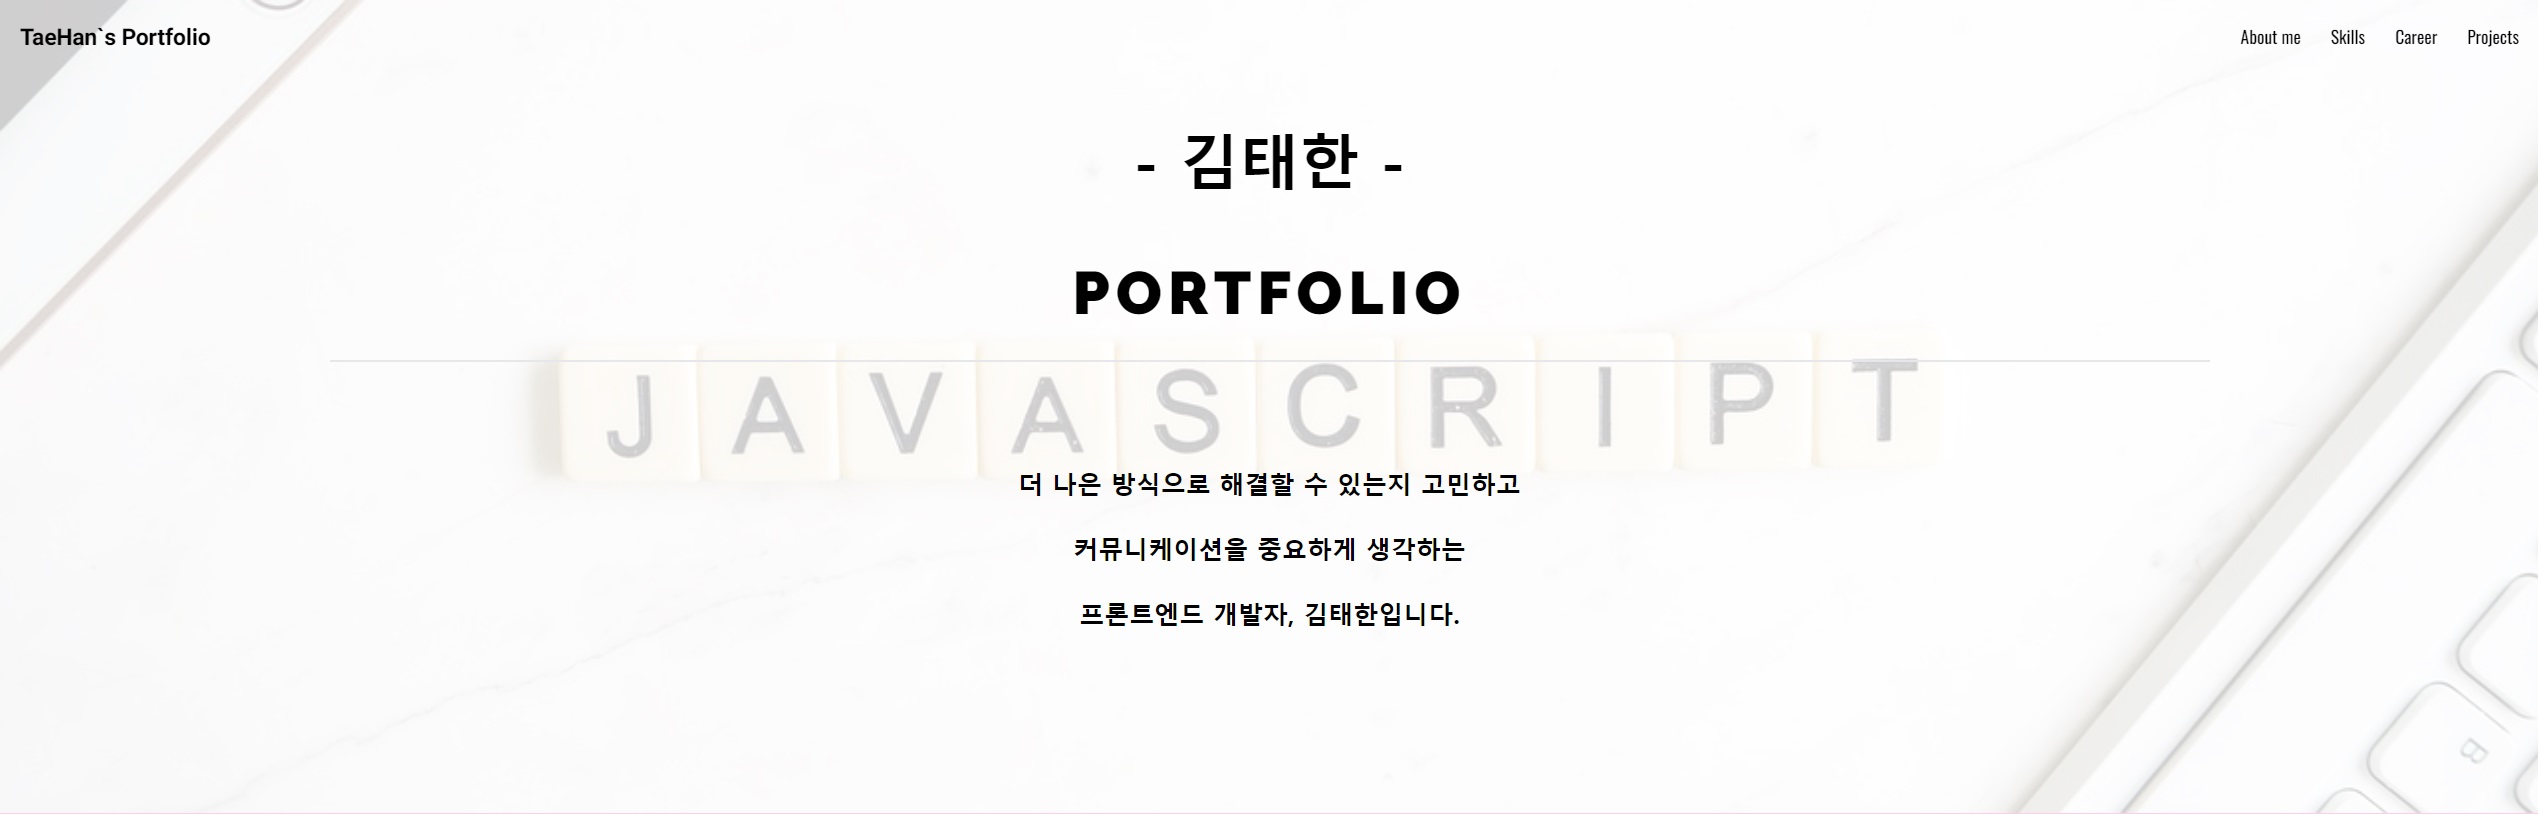 TaeHan`s Portfolio
About me Skills Career Projects
- 김태한 -
PORTFOLIO
JAVASCRIPT
더 나은 방식으로 해결할 수 있는지 고민하고
커뮤니케이션을 중요하게 생각하는
프론트엔드 개발자, 김태한입니다.
B